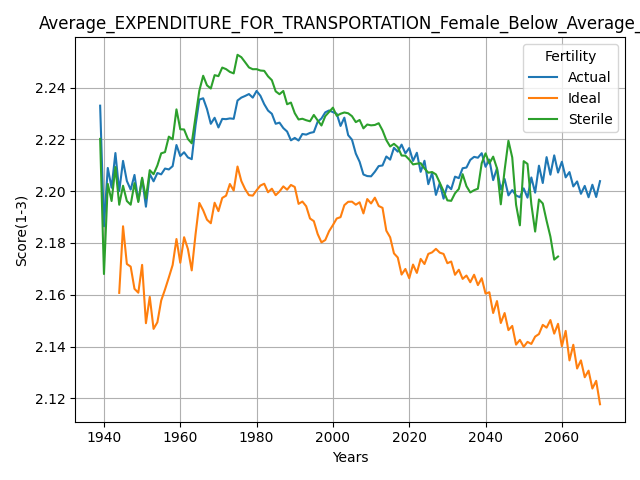 Average_EXPENDITURE_FOR_TRANSPORTATION_Female_Below_Average_
Fertility
Actual
Ideal
Sterile
Score(1-3)
2.24
2.22
2.20
2.18
2.16
2.14
2.12
1940 1960 1980 2000 2020 2040 2060
Years